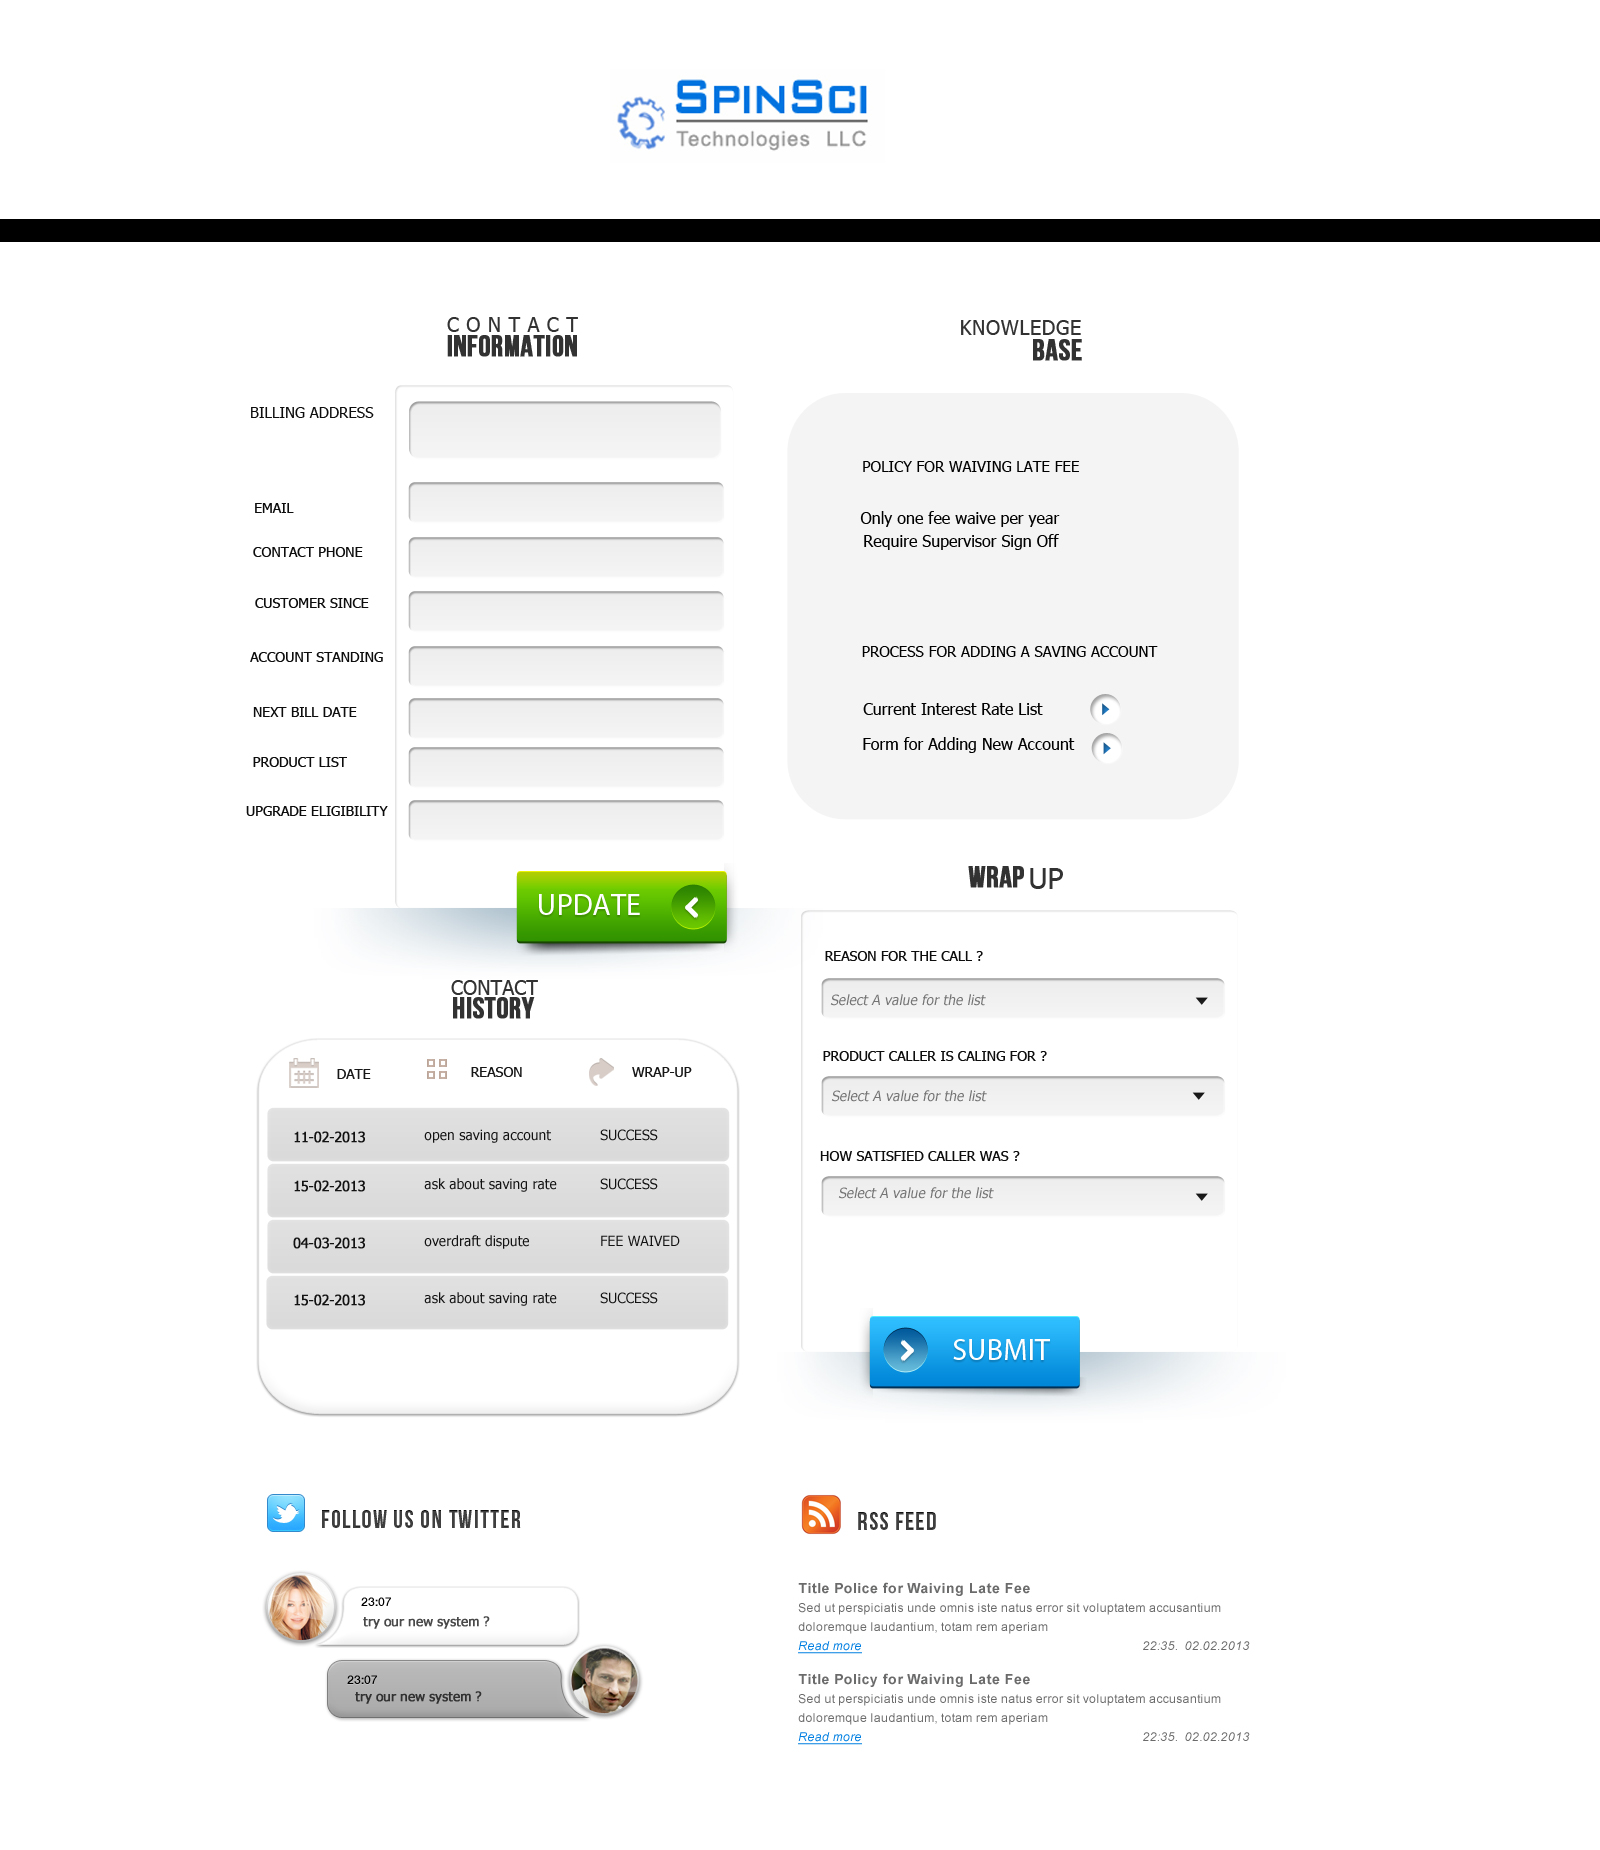 SPINSCI
Technologies LLC
CONTACT
INFORMATION
BILLING ADDRESS
EMAIL
CONTACT PHONE
CUSTOMER SINCE
ACCOUNT STANDING
NEXT BILL DATE
PRODUCT LIST
UPGRADE ELIGIBILITY
UPDATE
KNOWLEDGE
BASE
POLICY FOR WAIVING LATE FEE
Only one fee waive per year
Require Supervisor Sign Off
PROCESS FOR ADDING A SAVING ACCOUNT
Current Interest Rate List
Form for Adding New Account
CONTACT
HISTORY
DATE REASON WRAP-UP
11-02-2013 open saving account SUCCESS
15-02-2013 ask about saving rate SUCCESS
04-03-2013 overdraft dispute FEE WAIVED
15-02-2013 ask about saving rate SUCCESS
WRAP UP
REASON FOR THE CALL ?
Select A value for the list
PRODUCT CALLER IS CALING FOR ?
Select A value for the list
HOW SATISFIED CALLER WAS ?
Select A value for the list
SUBMIT
FOLLOW US ON TWITTER
23:07
try our new system ?
23:07
try our new system ?
RSS FEED
Title Police for Waiving Late Fee
Sed ut perspiciatis unde omnis iste natus error sit voluptatem accusantium
doloremque laudantium, totam rem aperiam
Read more 22:35. 02.02.2013
Title Policy for Waiving Late Fee
Sed ut perspiciatis unde omnis iste natus error sit voluptatem accusantium
doloremque laudantium, totam rem aperiam
Read more 22:35. 02.02.2013